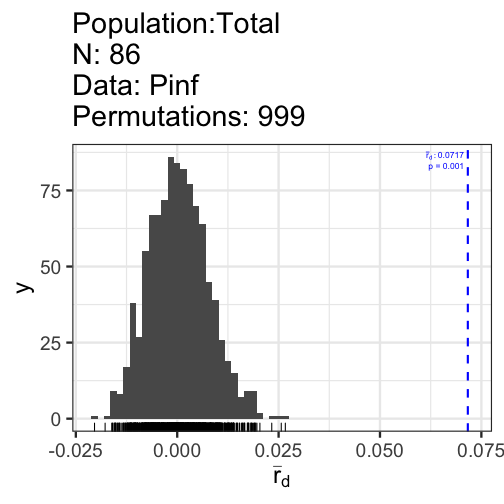 Population:Total
N: 86
Data: Pinf
Permutations: 999
r̄d: 0.0717
p = 0.001
75
50
25
0
y
-0.025 0.000 0.025 0.050 0.075
r̄d